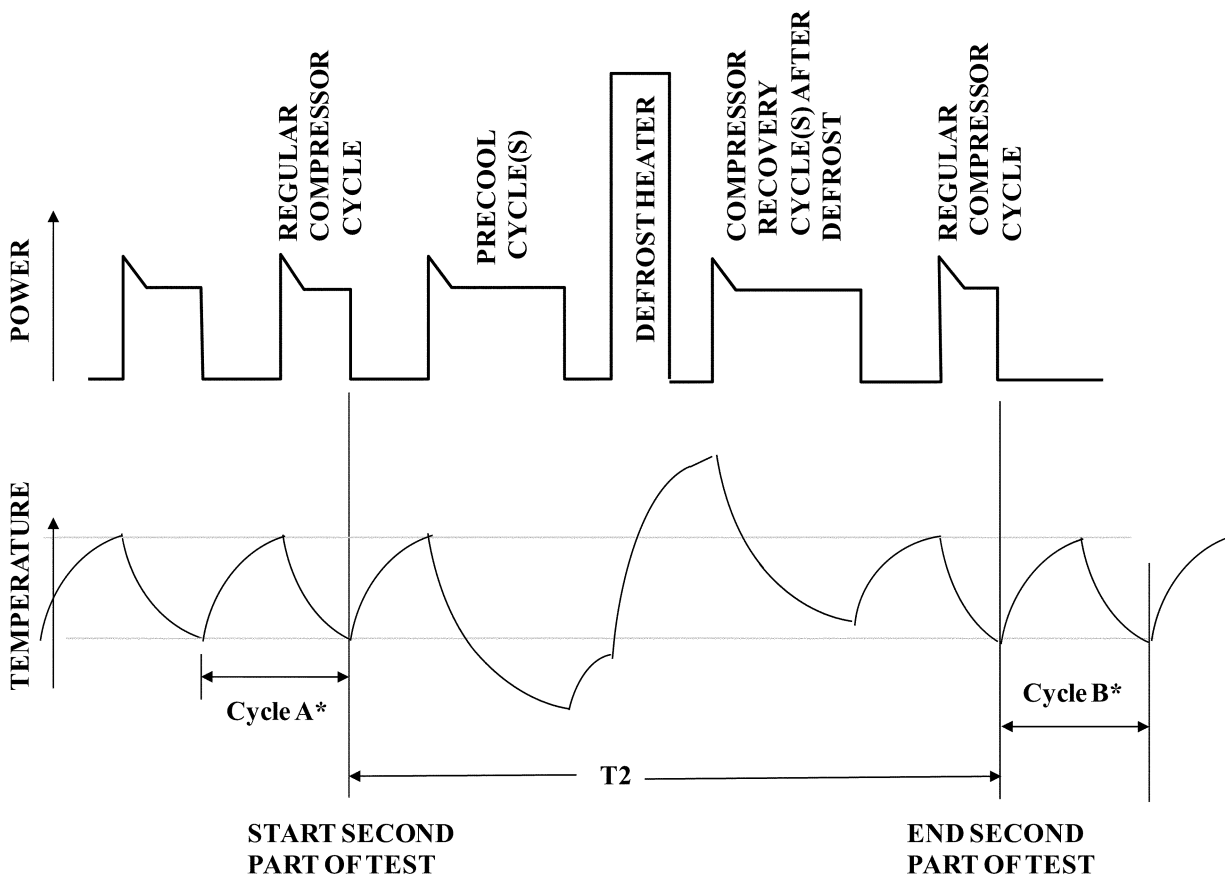 REGULAR
COMPRESSOR
CYCLE
PRECOOL
CYCLE(S)
DEFROST HEATER
COMPRESSOR
RECOVERY
CYCLE(S) AFTER
DEFROST
REGULAR
COMPRESSOR
CYCLE
POWER
TEMPERATURE
Cycle A*
Cycle B*
T2
START SECOND
PART OF TEST
END SECOND
PART OF TEST